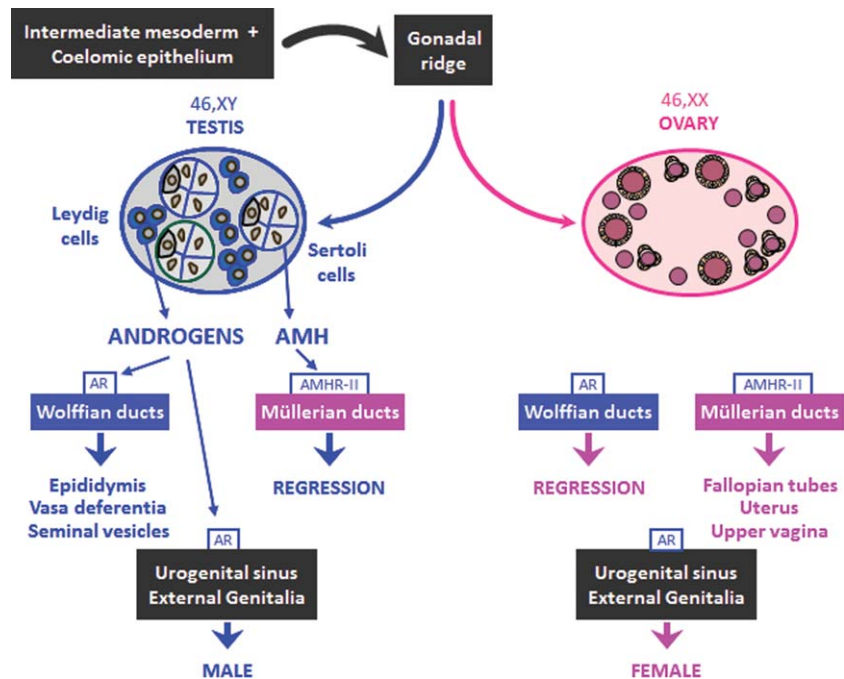 Intermediate mesoderm +
Coelomic epithelium
Gonadal
ridge
46,XY
TESTIS
46,XX
OVARY
Leydig
cells
Sertoli
cells
ANDROGENS
AMH
AR
Wolffian ducts
AMHR-II
Müllerian ducts
AR
Wolffian ducts
AMHR-II
Müllerian ducts
Epididymis
Vasa deferentia
Seminal vesicles
REGRESSION
REGRESSION
Fallopian tubes
Uterus
Upper vagina
AR
Urogenital sinus
External Genitalia
AR
Urogenital sinus
External Genitalia
MALE
FEMALE